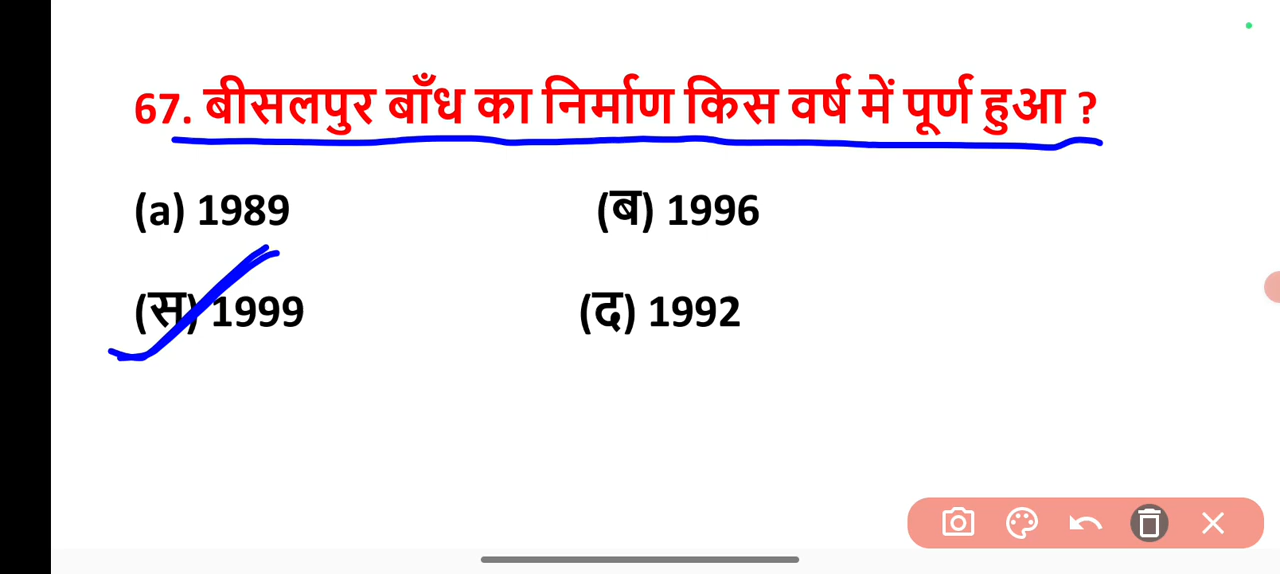 67. बीसलपुर बाँध का निर्माण किस वर्ष में पूर्ण हुआ ?
(a) 1989 (ब) 1996
(स) 1999 (द) 1992